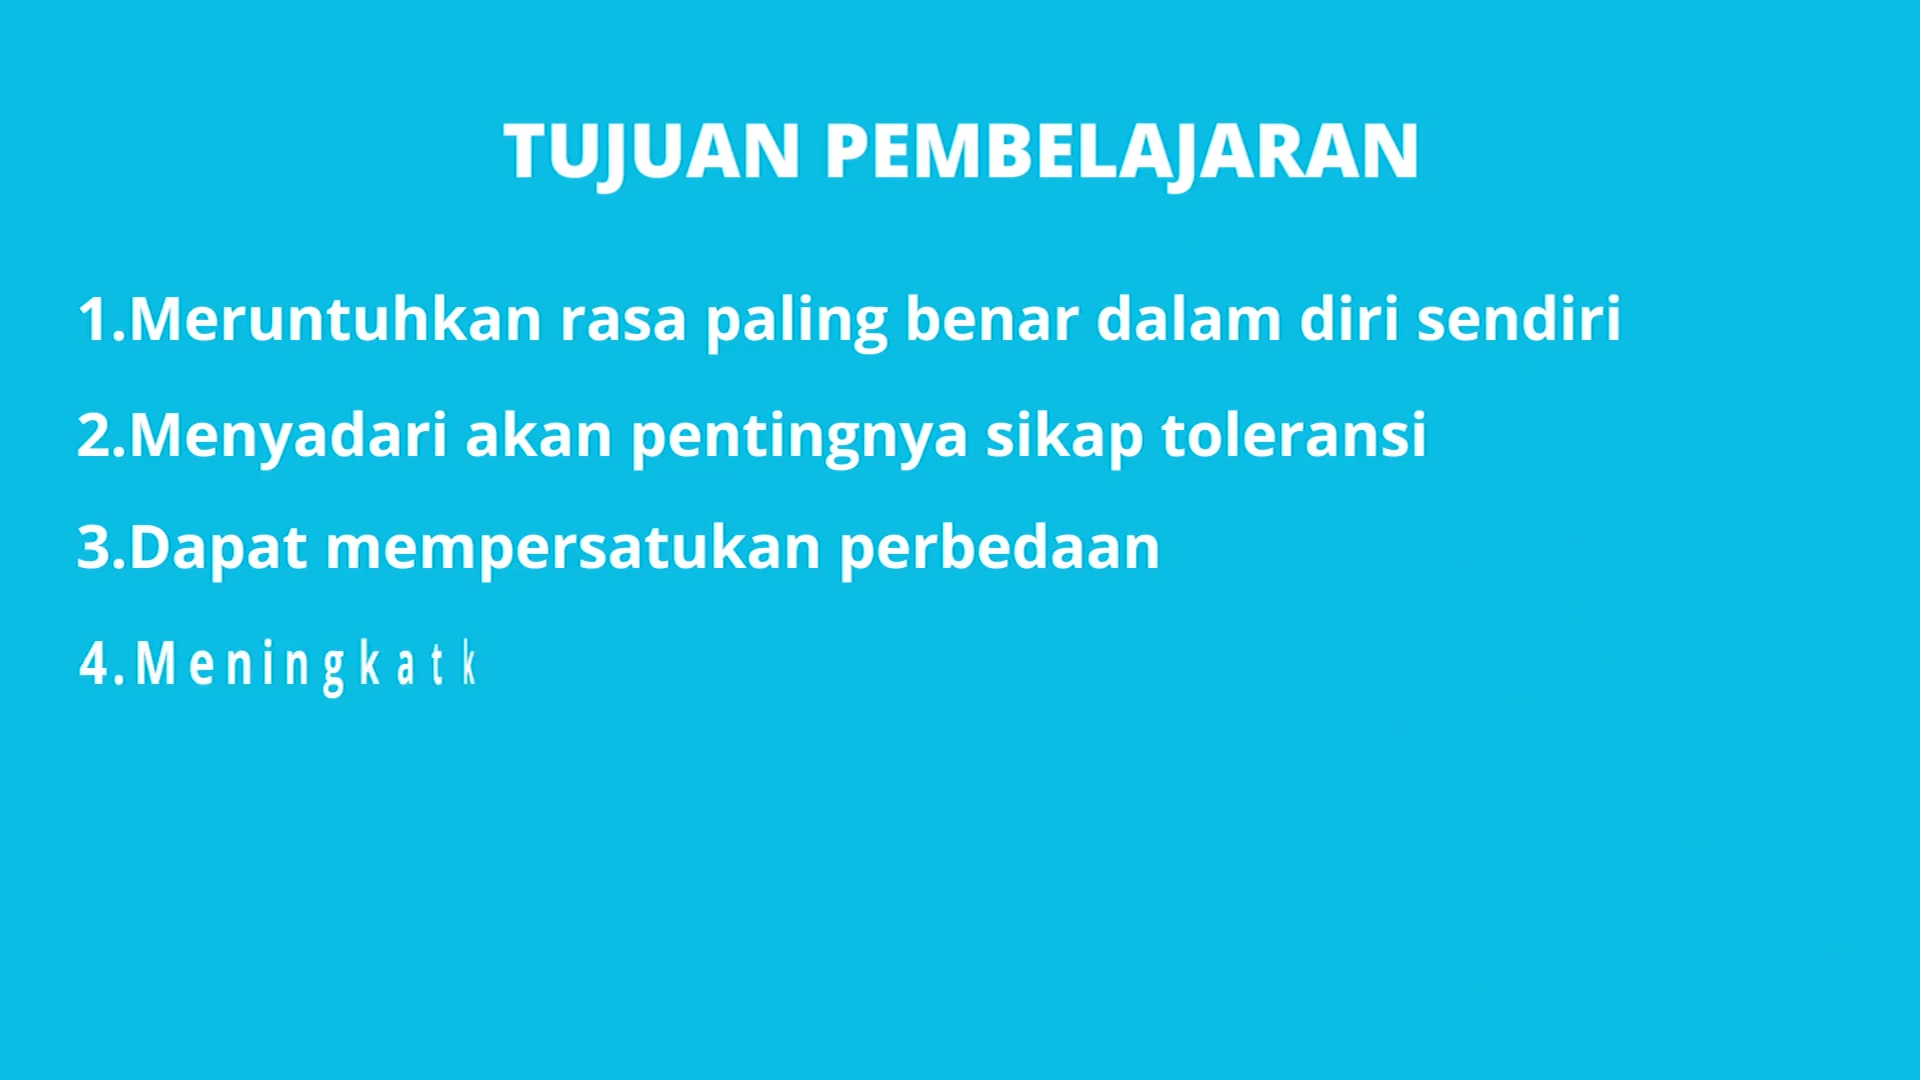 TUJUAN PEMBELAJARAN
1.Meruntuhkan rasa paling benar dalam diri sendiri
2.Menyadari akan pentingnya sikap toleransi
3.Dapat mempersatukan perbedaan
4.Meningkatk